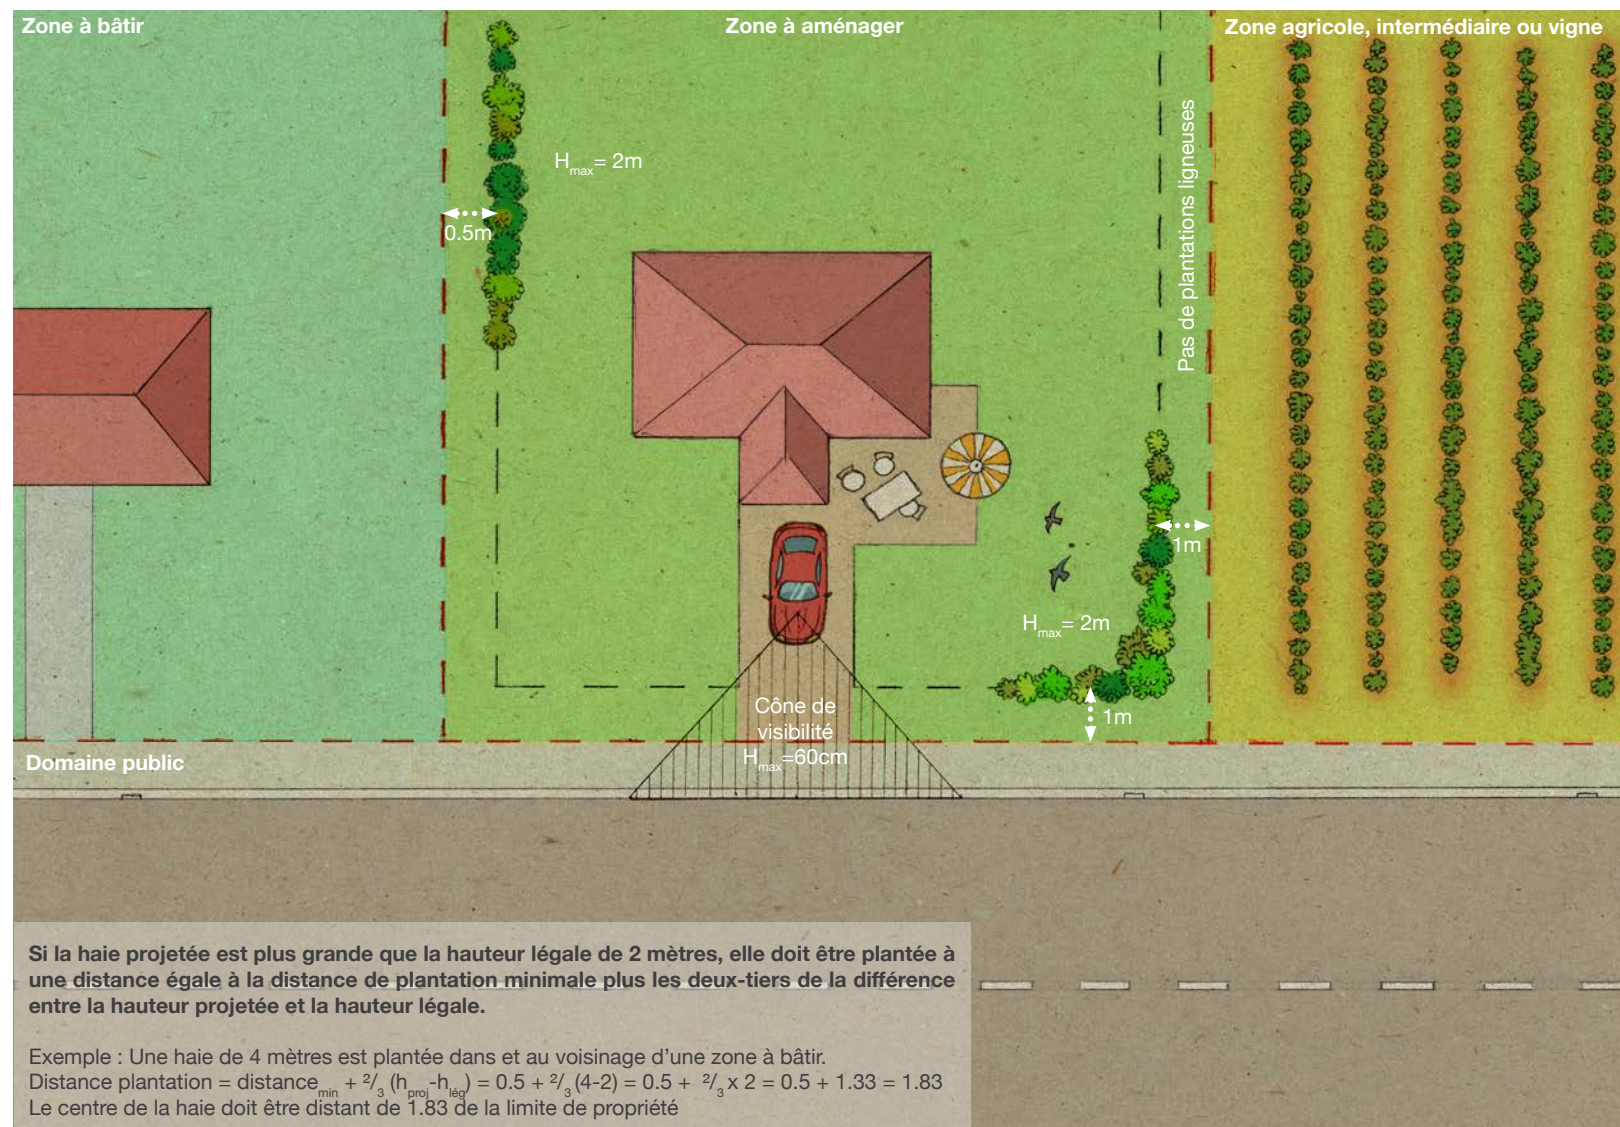 Zone à bâtir
Zone à aménager
Zone agricole, intermédiaire ou vigne
Hmax= 2m
0.5m
Pas de plantations ligneuses
1m
Hmax= 2m
1m
Cône de
visibilité
Hmax=60cm
Domaine public
Si la haie projetée est plus grande que la hauteur légale de 2 mètres, elle doit être plantée à
une distance égale à la distance de plantation minimale plus les deux-tiers de la différence
entre la hauteur projetée et la hauteur légale.
Exemple : Une haie de 4 mètres est plantée dans et au voisinage d’une zone à bâtir.
Distance plantation = distancemin + 2/3 (hproj-hlég) = 0.5 + 2/3 (4-2) = 0.5 + 2/3 x 2 = 0.5 + 1.33 = 1.83
Le centre de la haie doit être distant de 1.83 de la limite de propriété